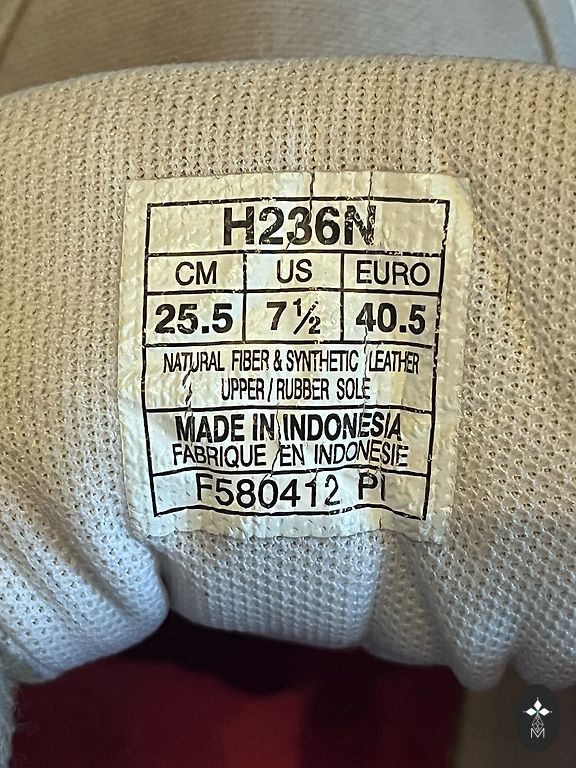 H236N
CM US EURO
25.5 7½ 40.5
NATURAL FIBER & SYNTHETIC LEATHER
UPPER / RUBBER SOLE
MADE IN INDONESIA
FABRIQUE EN INDONESIE
F580412 PI
M